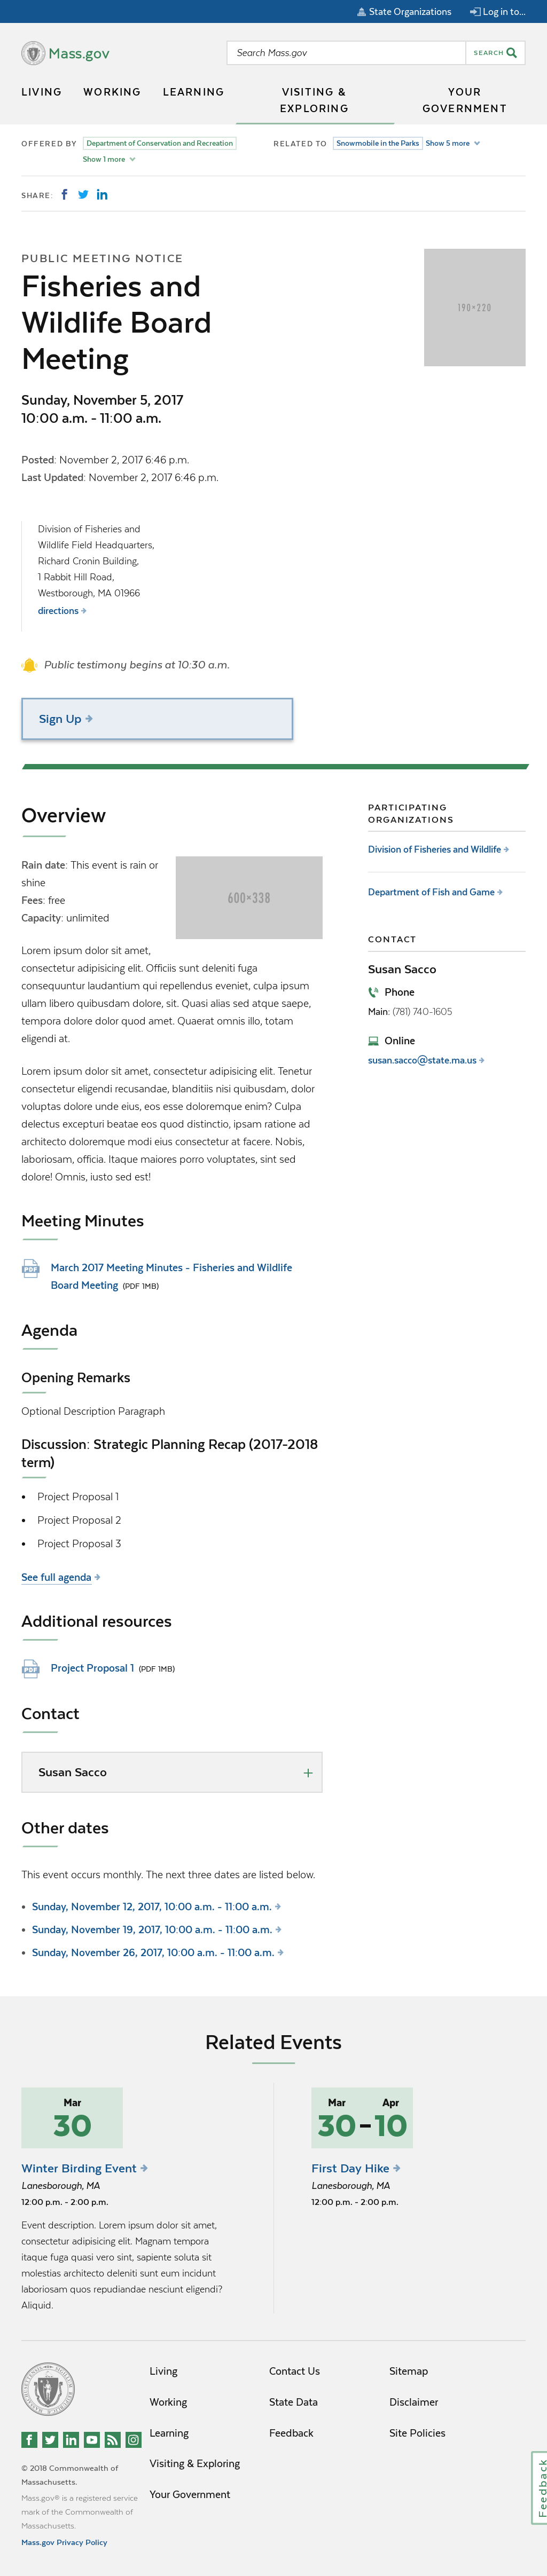 State Organizations
Log in to...
Mass.gov
Search Mass.gov
SEARCH
LIVING
WORKING
LEARNING
VISITING &
EXPLORING
YOUR
GOVERNMENT
OFFERED BY
Department of Conservation and Recreation
Show 1 more
RELATED TO
Snowmobile in the Parks
Show 5 more
SHARE:
PUBLIC MEETING NOTICE
Fisheries and
Wildlife Board
Meeting
190×220
Sunday, November 5, 2017
10:00 a.m. - 11:00 a.m.
Posted: November 2, 2017 6:46 p.m.
Last Updated: November 2, 2017 6:46 p.m.
Division of Fisheries and
Wildlife Field Headquarters,
Richard Cronin Building,
1 Rabbit Hill Road,
Westborough, MA 01966
directions
Public testimony begins at 10:30 a.m.
Sign Up
Overview
Rain date: This event is rain or
shine
Fees: free
Capacity: unlimited
600×338
Lorem ipsum dolor sit amet,
consectetur adipisicing elit. Officiis sunt deleniti fuga
consequuntur laudantium qui repellendus eveniet, culpa ipsum
ullam libero quibusdam dolore, sit. Quasi alias sed atque saepe,
tempora dolore dolor quod amet. Quaerat omnis illo, totam
eligendi at.
Lorem ipsum dolor sit amet, consectetur adipisicing elit. Tenetur
consectetur eligendi recusandae, blanditiis nisi quibusdam, dolor
voluptas dolore unde eius, eos esse doloremque enim? Culpa
delectus excepturi beatae eos quod distinctio, ipsam ratione ad
architecto doloremque modi eius consectetur at facere. Nobis,
laboriosam, officia. Itaque maiores porro voluptates, sint sed
dolore! Omnis, iusto sed est!
PARTICIPATING
ORGANIZATIONS
Division of Fisheries and Wildlife
Department of Fish and Game
CONTACT
Susan Sacco
Phone
Main: (781) 740-1605
Online
susan.sacco@state.ma.us
Meeting Minutes
PDF
March 2017 Meeting Minutes - Fisheries and Wildlife
Board Meeting (PDF 1MB)
Agenda
Opening Remarks
Optional Description Paragraph
Discussion: Strategic Planning Recap (2017-2018
term)
• Project Proposal 1
• Project Proposal 2
• Project Proposal 3
See full agenda
Additional resources
PDF
Project Proposal 1 (PDF 1MB)
Contact
Susan Sacco
Other dates
This event occurs monthly. The next three dates are listed below.
• Sunday, November 12, 2017, 10:00 a.m. - 11:00 a.m.
• Sunday, November 19, 2017, 10:00 a.m. - 11:00 a.m.
• Sunday, November 26, 2017, 10:00 a.m. - 11:00 a.m.
Related Events
Mar
30
Winter Birding Event
Lanesborough, MA
12:00 p.m. - 2:00 p.m.
Event description. Lorem ipsum dolor sit amet,
consectetur adipisicing elit. Magnam tempora
itaque fuga quasi vero sint, sapiente soluta sit
molestias architecto deleniti sunt eum incidunt
laboriosam quos repudiandae nesciunt eligendi?
Aliquid.
Mar Apr
30-10
First Day Hike
Lanesborough, MA
12:00 p.m. - 2:00 p.m.
Living
Working
Learning
Visiting & Exploring
Your Government
Contact Us
State Data
Feedback
Sitemap
Disclaimer
Site Policies
© 2018 Commonwealth of
Massachusetts.
Mass.gov® is a registered service
mark of the Commonwealth of
Massachusetts.
Mass.gov Privacy Policy
Feedback